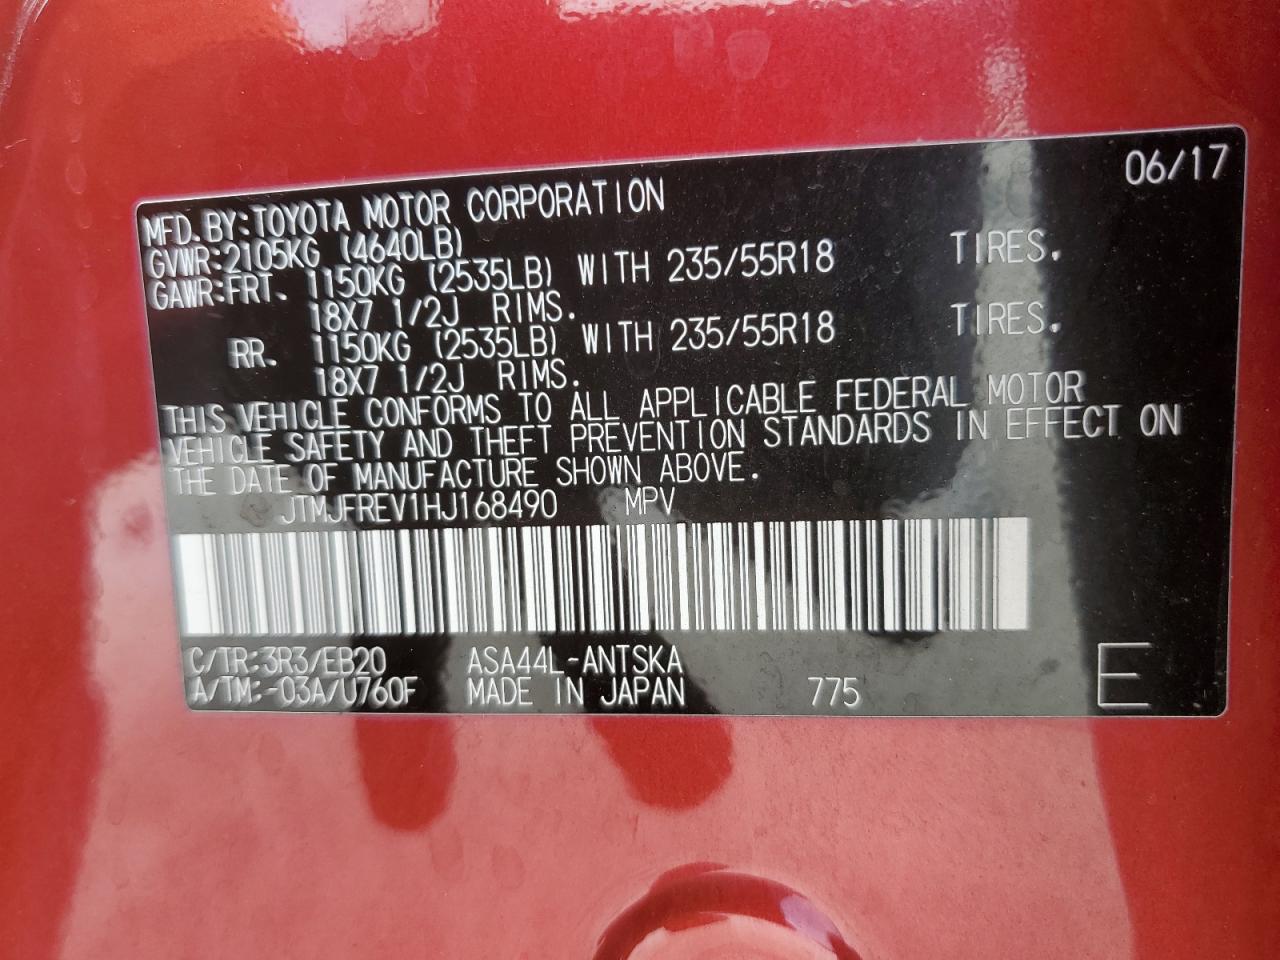 06/17
MFD.BY:TOYOTA MOTOR CORPORATION
GVWR:2105KG (4640LB)
GAWR:FRT. 1150KG (2535LB) WITH 235/55R18 TIRES.
18X7 1/2J RIMS.
RR. 1150KG (2535LB) WITH 235/55R18 TIRES.
18X7 1/2J RIMS.
THIS VEHICLE CONFORMS TO ALL APPLICABLE FEDERAL MOTOR
VEHICLE SAFETY AND THEFT PREVENTION STANDARDS IN EFFECT ON
THE DATE OF MANUFACTURE SHOWN ABOVE.
JTMJFREV1HJ168490 MPV
C/TR:3R3/EB20 ASA44L-ANTSKA
A/TM:-03A/U760F MADE IN JAPAN 775 E